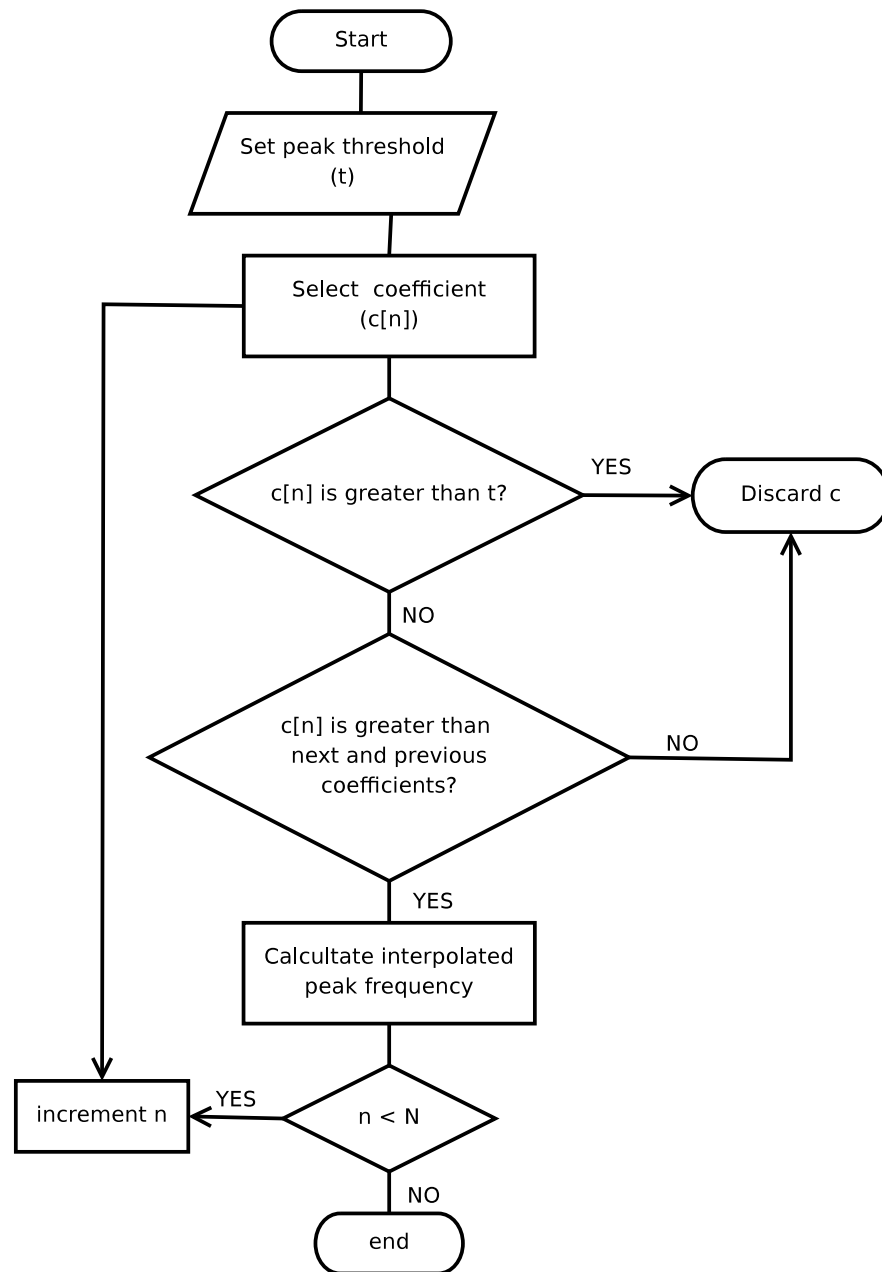 Start
Set peak threshold
(t)
Select coefficient
(c[n])
c[n] is greater than t?
YES
Discard c
NO
c[n] is greater than
next and previous
coefficients?
NO
YES
Calcultate interpolated
peak frequency
n < N
YES
increment n
NO
end